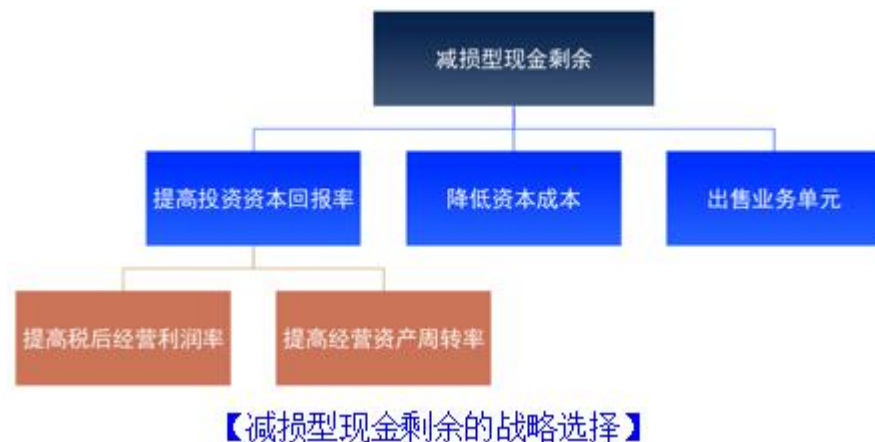 减损型现金剩余
提高投资资本回报率
降低资本成本
出售业务单元
提高税后经营利润率
提高经营资产周转率
【减损型现金剩余的战略选择】